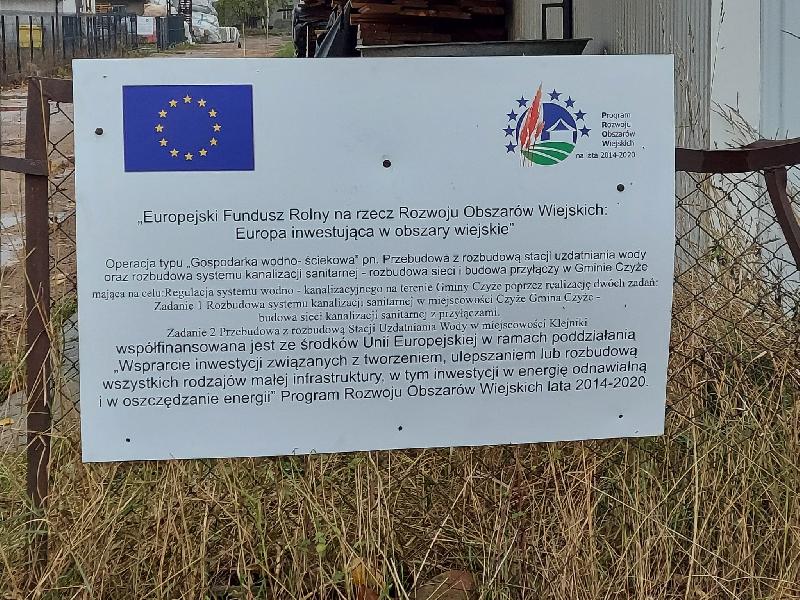 Program
Rozwoju
Obszarów
Wiejskich
na lata 2014-2020
„Europejski Fundusz Rolny na rzecz Rozwoju Obszarów Wiejskich:
Europa inwestująca w obszary wiejskie”
Operacja typu „Gospodarka wodno- ściekowa” pn. Przebudowa z rozbudową stacji uzdatniania wody
oraz rozbudowa systemu kanalizacji sanitarnej - rozbudowa sieci i budowa przyłączy w Gminie Czyże
mająca na celu:Regulacja systemu wodno - kanalizacyjnego na terenie Gminy Czyże poprzez realizację dwóch zadań:
Zadanie 1 Rozbudowa systemu kanalizacji sanitarnej w miejscowości Czyże Gmina Czyże -
budowa sieci kanalizacji sanitarnej z przyłączami.
Zadanie 2 Przebudowa z rozbudową Stacji Uzdatniania Wody w miejscowości Klejniki
współfinansowana jest ze środków Unii Europejskiej w ramach poddziałania
„Wsparcie inwestycji związanych z tworzeniem, ulepszaniem lub rozbudową
wszystkich rodzajów małej infrastruktury, w tym inwestycji w energię odnawialną
i w oszczędzanie energii” Program Rozwoju Obszarów Wiejskich lata 2014-2020.